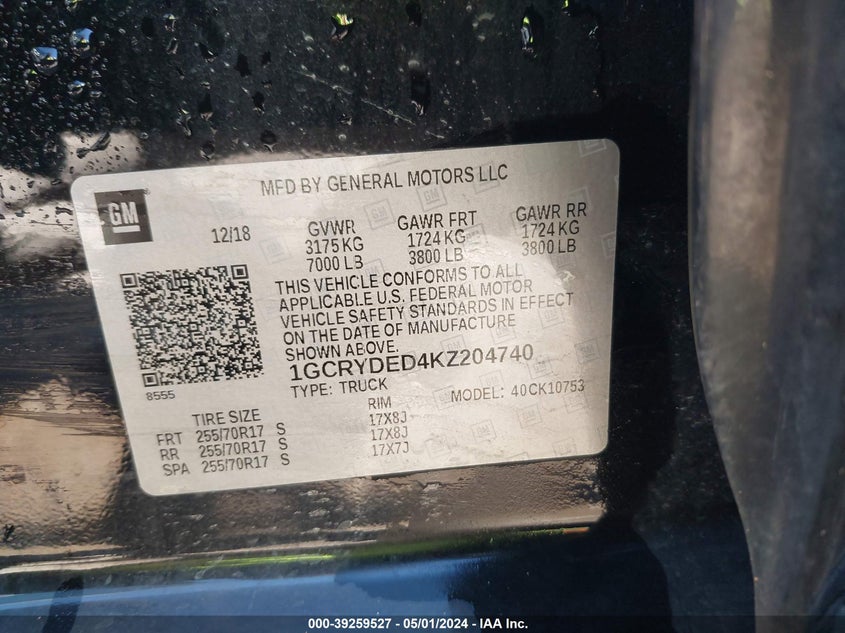 MFD BY GENERAL MOTORS LLC
GM
12/18
GVWR GAWR FRT GAWR RR
3175 KG 1724 KG 1724 KG
7000 LB 3800 LB 3800 LB
THIS VEHICLE CONFORMS TO ALL
APPLICABLE U.S. FEDERAL MOTOR
VEHICLE SAFETY STANDARDS IN EFFECT
ON THE DATE OF MANUFACTURE
SHOWN ABOVE.
1GCRYDED4KZ204740
8555
TYPE: TRUCK MODEL: 40CK10753
TIRE SIZE RIM
FRT 255/70R17 S 17X8J
RR 255/70R17 S 17X8J
SPA 255/70R17 S 17X7J
000-39259527 - 05/01/2024 - IAA Inc.